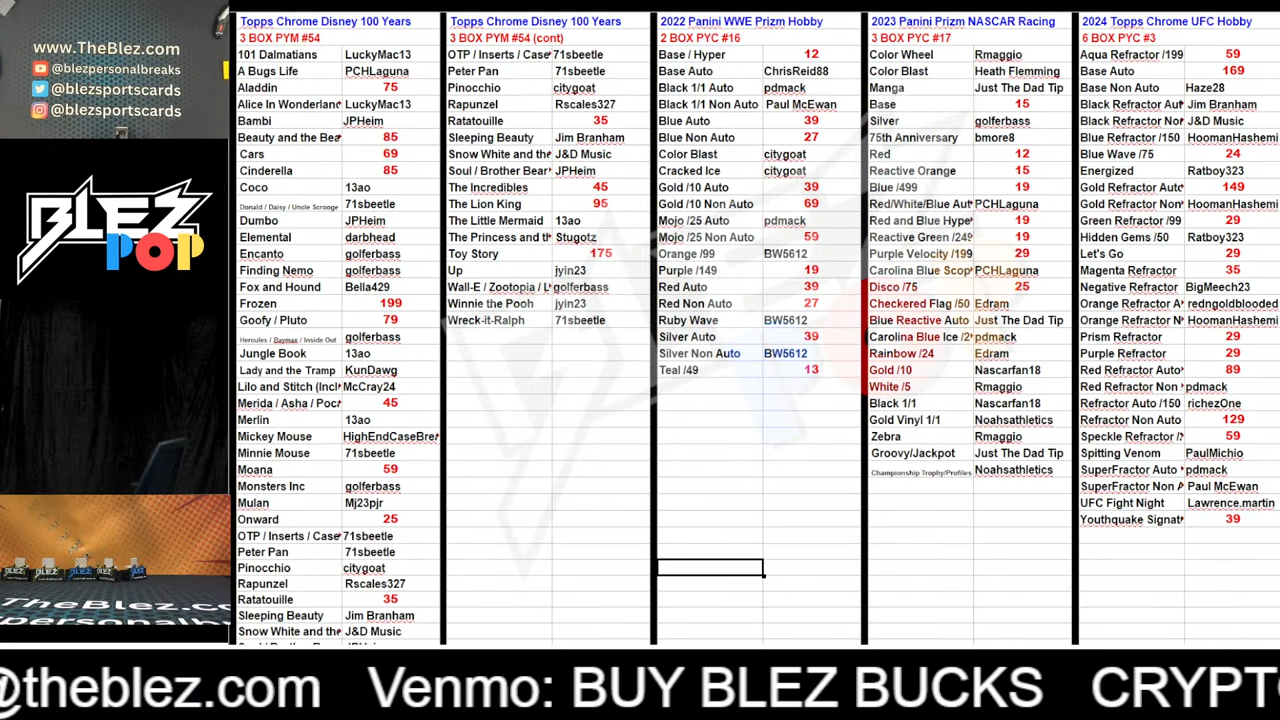 www.TheBlez.com
@blezpersonalbreaks
@blezsportscards
@blezsportscards
BLEZ
POP
TheBlez.co
personalbr
Topps Chrome Disney 100 Years
3 BOX PYM #54
101 Dalmatians LuckyMac13
A Bugs Life PCHLaguna
Aladdin 75
Alice In Wonderlan LuckyMac13
Bambi JPHeim
Beauty and the Bea 85
Cars 69
Cinderella 85
Coco 13ao
Donald / Daisy / Uncle Scrooge 71sbeetle
Dumbo JPHeim
Elemental darbhead
Encanto golferbass
Finding Nemo golferbass
Fox and Hound Bella429
Frozen 199
Goofy / Pluto 79
Hercules / Baymax / Inside Out golferbass
Jungle Book 13ao
Lady and the Tramp KunDawg
Lilo and Stitch (Incl McCray24
Merida / Asha / Poc 45
Merlin 13ao
Mickey Mouse HighEndCaseBre
Minnie Mouse 71sbeetle
Moana 59
Monsters Inc golferbass
Mulan Mj23pjr
Onward 25
OTP / Inserts / Case 71sbeetle
Peter Pan 71sbeetle
Pinocchio citygoat
Rapunzel Rscales327
Ratatouille 35
Sleeping Beauty Jim Branham
Snow White and the J&D Music
Topps Chrome Disney 100 Years
3 BOX PYM #54 (cont)
OTP / Inserts / Case 71sbeetle
Peter Pan 71sbeetle
Pinocchio citygoat
Rapunzel Rscales327
Ratatouille 35
Sleeping Beauty Jim Branham
Snow White and the J&D Music
Soul / Brother Bear JPHeim
The Incredibles 45
The Lion King 95
The Little Mermaid 13ao
The Princess and th Stugotz
Toy Story 175
Up jyin23
Wall-E / Zootopia / L golferbass
Winnie the Pooh jyin23
Wreck-it-Ralph 71sbeetle
2022 Panini WWE Prizm Hobby
2 BOX PYC #16
Base / Hyper 12
Base Auto ChrisReid88
Black 1/1 Auto pdmack
Black 1/1 Non Auto Paul McEwan
Blue Auto 39
Blue Non Auto 27
Color Blast citygoat
Cracked Ice citygoat
Gold /10 Auto 39
Gold /10 Non Auto 69
Mojo /25 Auto pdmack
Mojo /25 Non Auto 59
Orange /99 BW5612
Purple /149 19
Red Auto 39
Red Non Auto 27
Ruby Wave BW5612
Silver Auto 39
Silver Non Auto BW5612
Teal /49 13
2023 Panini Prizm NASCAR Racing
3 BOX PYC #17
Color Wheel Rmaggio
Color Blast Heath Flemming
Manga Just The Dad Tip
Base 15
Silver golferbass
75th Anniversary bmore8
Red 12
Reactive Orange 15
Blue /499 19
Red/White/Blue Aut PCHLaguna
Red and Blue Hype 19
Reactive Green /249 19
Purple Velocity /199 29
Carolina Blue Scop PCHLaguna
Disco /75 25
Checkered Flag /50 Edram
Blue Reactive Auto Just The Dad Tip
Carolina Blue Ice /2 pdmack
Rainbow /24 Edram
Gold /10 Nascarfan18
White /5 Rmaggio
Black 1/1 Nascarfan18
Gold Vinyl 1/1 Noahsathletics
Zebra Rmaggio
Groovy/Jackpot Just The Dad Tip
Championship Trophy/Profiles Noahsathletics
2024 Topps Chrome UFC Hobby
6 BOX PYC #3
Aqua Refractor /199 59
Base Auto 169
Base Non Auto Haze28
Black Refractor Aut Jim Branham
Black Refractor Nor J&D Music
Blue Refractor /150 HoomanHashemi
Blue Wave /75 24
Energized Ratboy323
Gold Refractor Auto 149
Gold Refractor Non HoomanHashemi
Green Refractor /99 29
Hidden Gems /50 Ratboy323
Let's Go 29
Magenta Refractor 35
Negative Refractor BigMeech23
Orange Refractor A redngoldblooded
Orange Refractor N HoomanHashemi
Prism Refractor 29
Purple Refractor 29
Red Refractor Auto 89
Red Refractor Non pdmack
Refractor Auto /150 richezOne
Refractor Non Auto 129
Speckle Refractor /2 59
Spitting Venom PaulMichio
SuperFractor Auto pdmack
SuperFractor Non A Paul McEwan
UFC Fight Night Lawrence.martin
Youthquake Signat 39
@theblez.com Venmo: BUY BLEZ BUCKS CRYPT